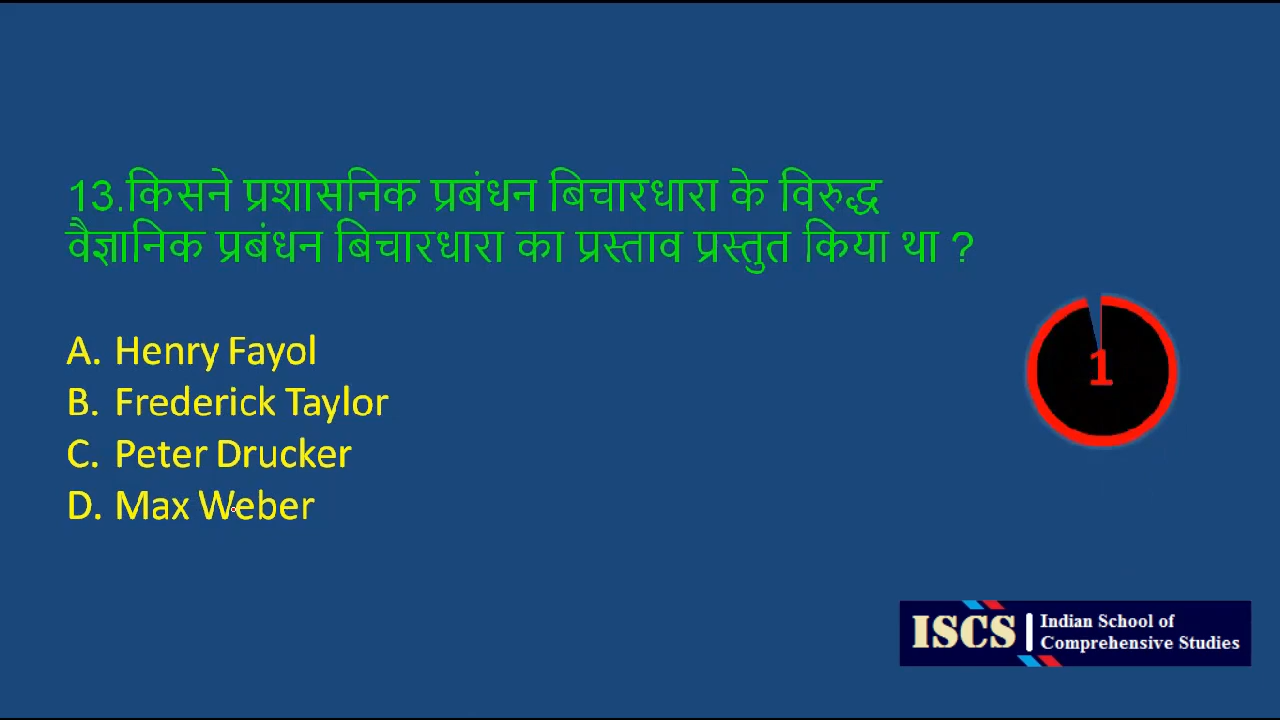 13.किसने प्रशासनिक प्रबंधन बिचारधारा के विरुद्ध
वैज्ञानिक प्रबंधन बिचारधारा का प्रस्ताव प्रस्तुत किया था ?
A. Henry Fayol
B. Frederick Taylor
C. Peter Drucker
D. Max Weber
1
ISCS
Indian School of
Comprehensive Studies